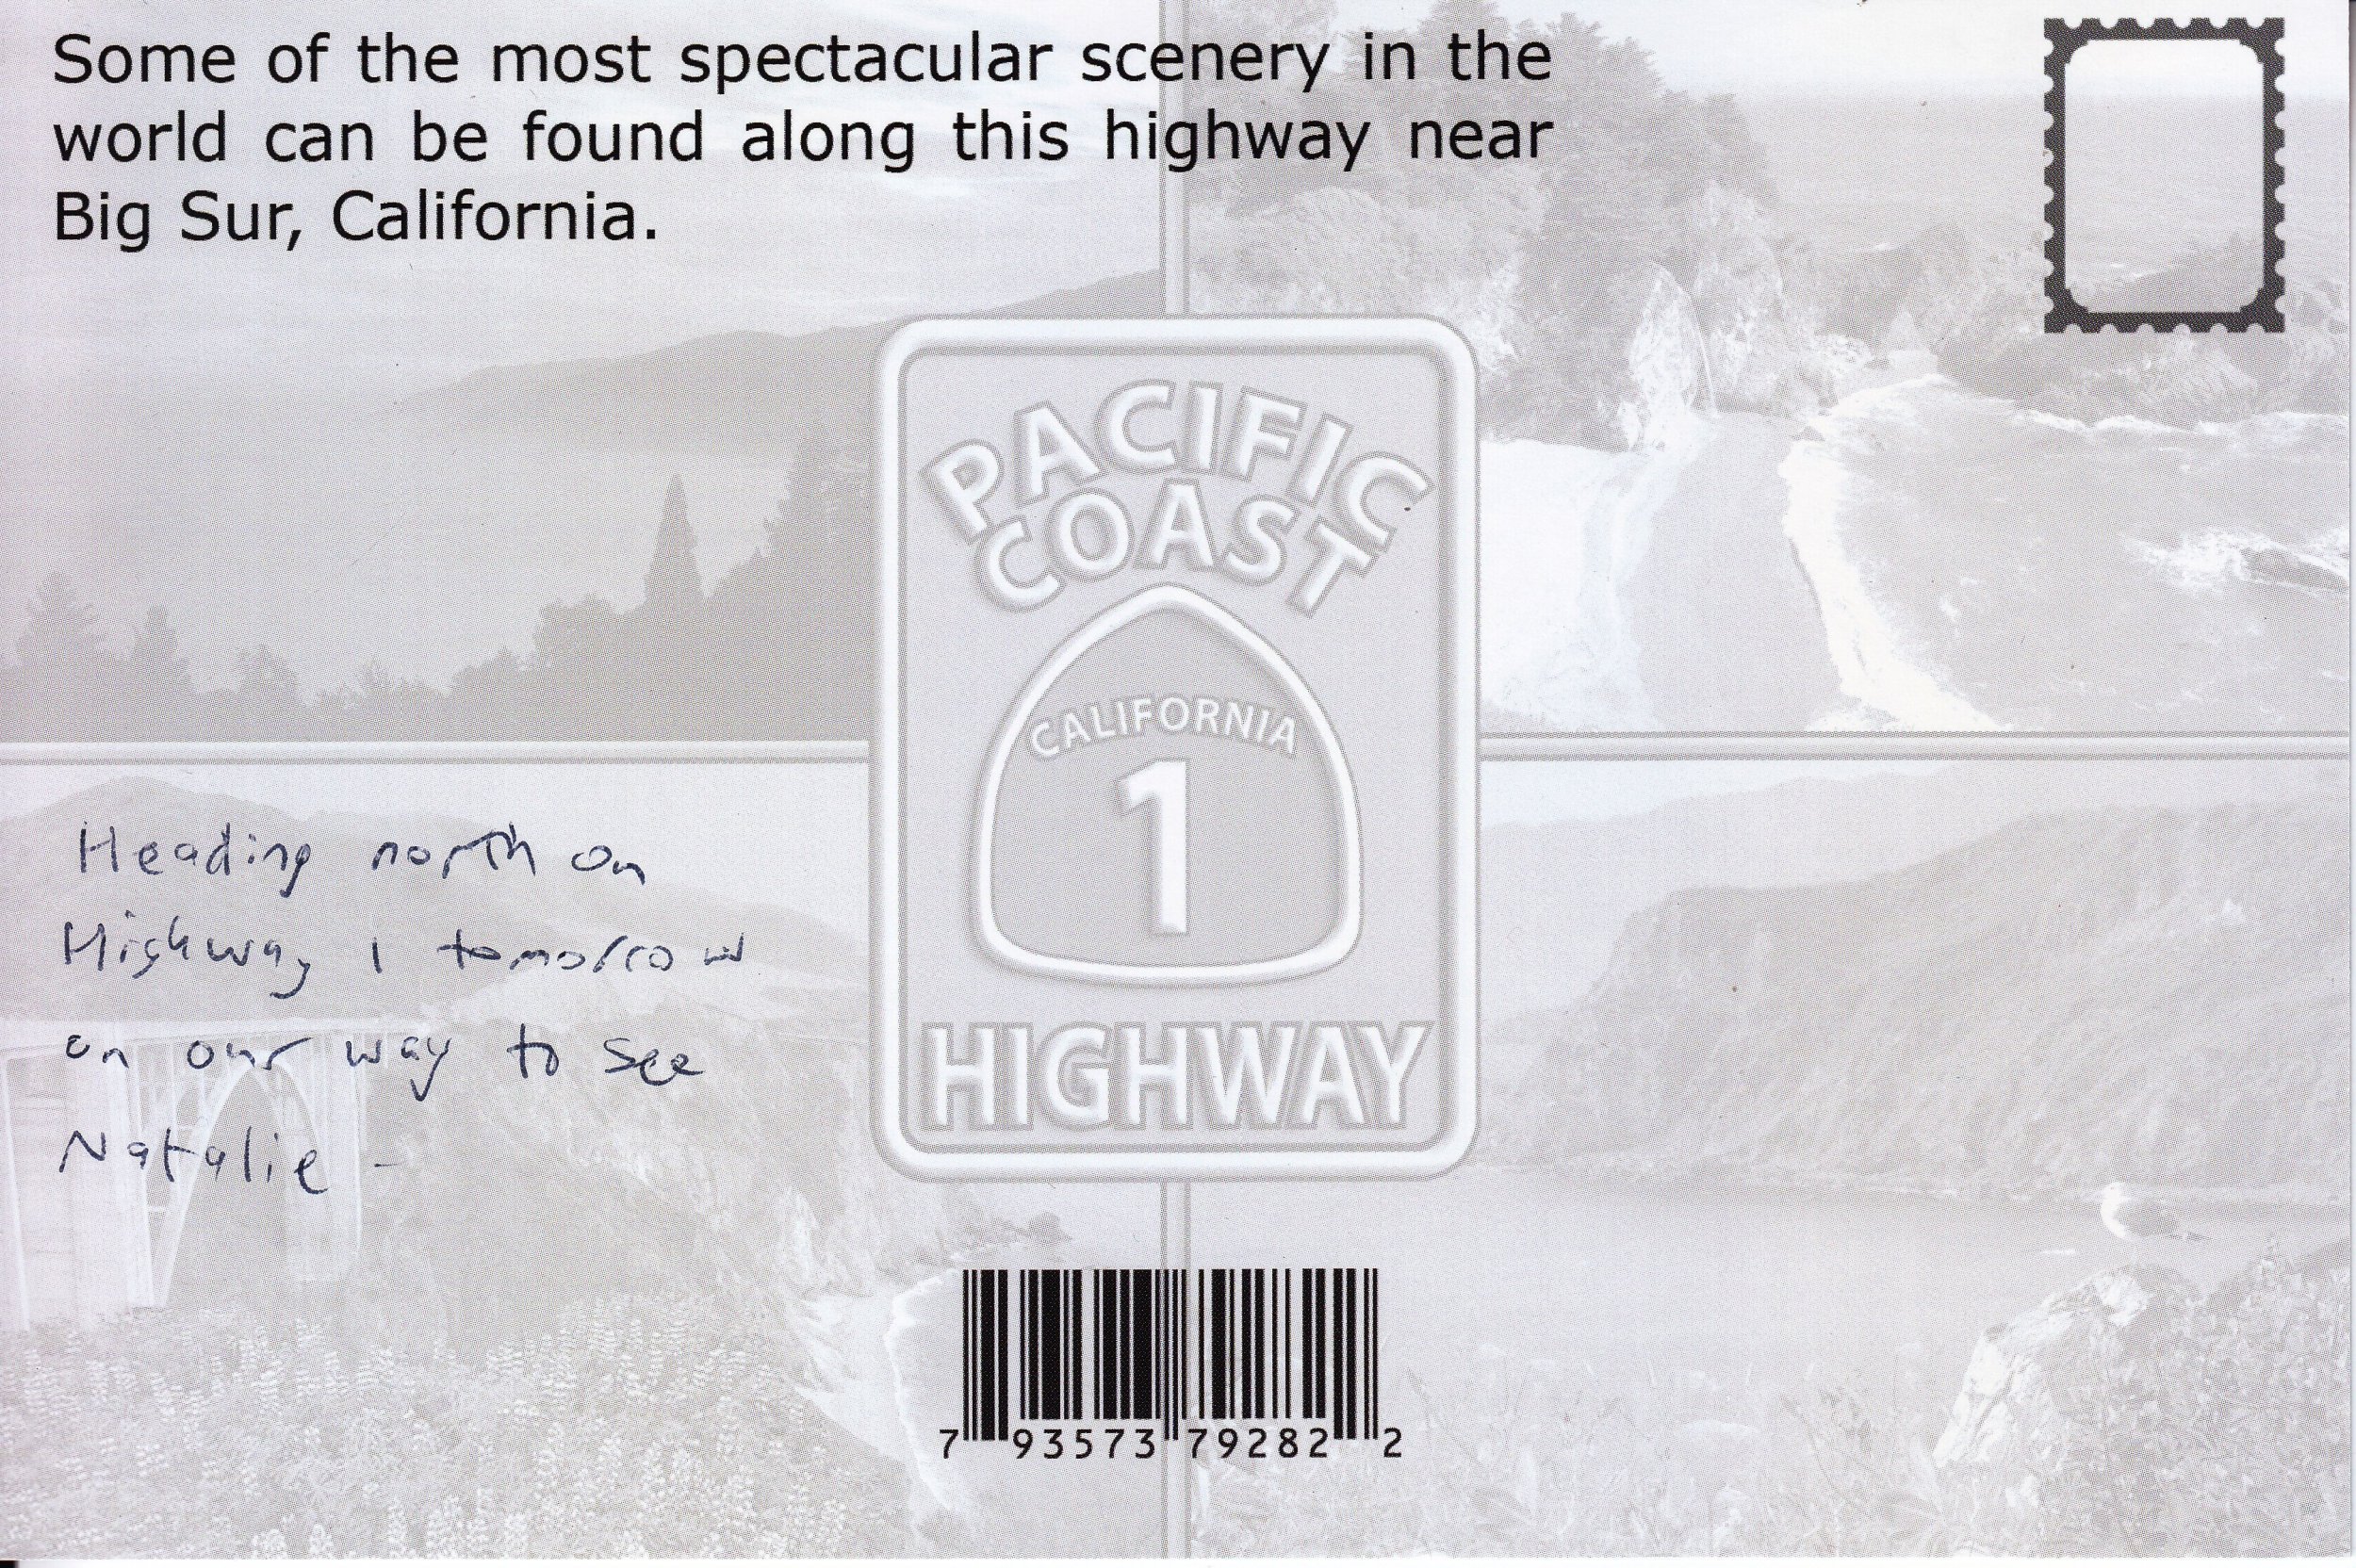 Some of the most spectacular scenery in the
world can be found along this highway near
Big Sur, California.
PACIFIC
COAST
CALIFORNIA
1
HIGHWAY
Heading north on
Highway 1 tomorrow
on our way to see
Natalie -
7 93573 79282 2